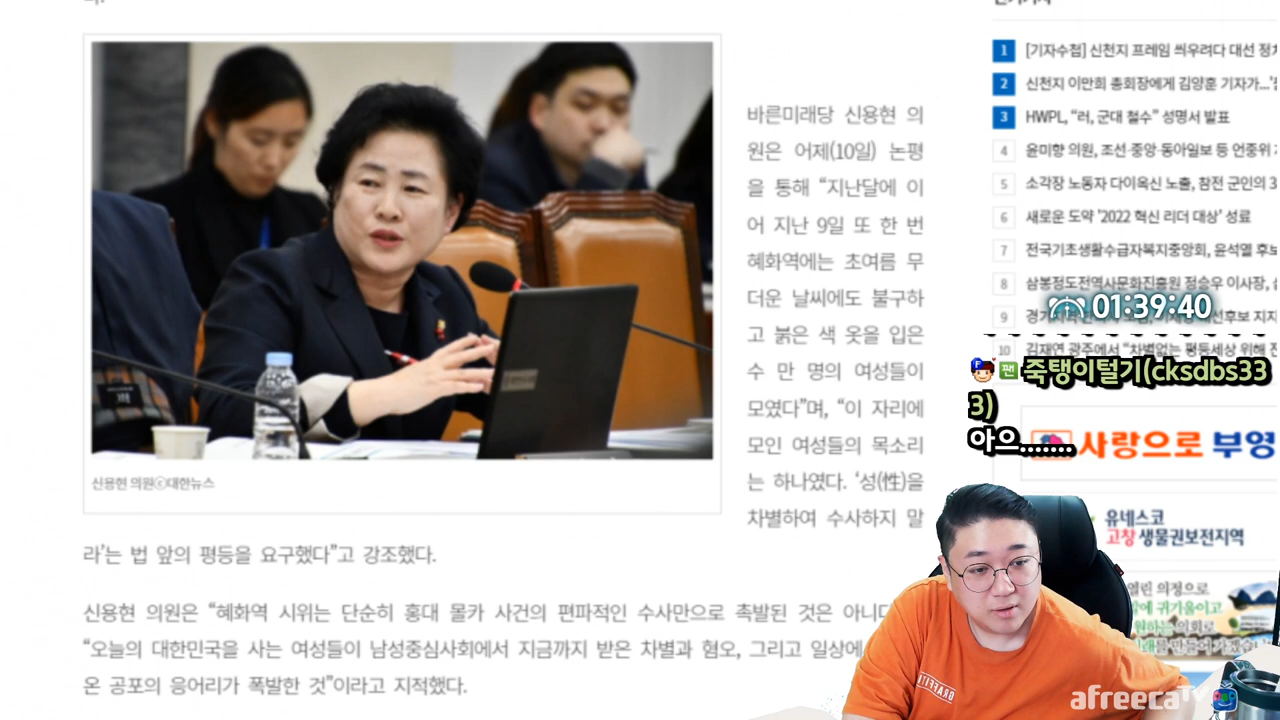 바른미래당 신용현 의
원은 어제(10일) 논평
을 통해 “지난달에 이
어 지난 9일 또 한 번
혜화역에는 초여름 무
더운 날씨에도 불구하
고 붉은 색 옷을 입은
수 만 명의 여성들이
모였다”며, “이 자리에
모인 여성들의 목소리
는 하나였다. ‘성(性)을
차별하여 수사하지 말
신용현 의원ⓒ대한뉴스
라’는 법 앞의 평등을 요구했다”고 강조했다.
신용현 의원은 “혜화역 시위는 단순히 홍대 몰카 사건의 편파적인 수사만으로 촉발된 것은 아니다
“오늘의 대한민국을 사는 여성들이 남성중심사회에서 지금까지 받은 차별과 혐오, 그리고 일상에
온 공포의 응어리가 폭발한 것”이라고 지적했다.
1 [기자수첩] 신천지 프레임 씌우려다 대선 정
2 신천지 이만희 총회장에게 김양훈 기자가...
3 HWPL, “러, 군대 철수” 성명서 발표
4 윤미향 의원, 조선·중앙·동아일보 등 언중위
5 소각장 노동자 다이옥신 노출, 참전 군인의 3
6 새로운 도약 '2022 혁신 리더 대상' 성료
7 전국기초생활수급자복지중앙회, 윤석열 후보
8 삼봉정도전역사문화진흥원 정승우 이사장,
01:39:40
9
10 김재연 광주에서 “차별없는 평등세상 위해
F 팬 죽탱이털기(cksdbs33
3)
아으.......
사랑으로 부영
유네스코
고창 생물권보전지역
열린 의정으로
귀기울이고
의회로
GRAFFITI
afreecaTV